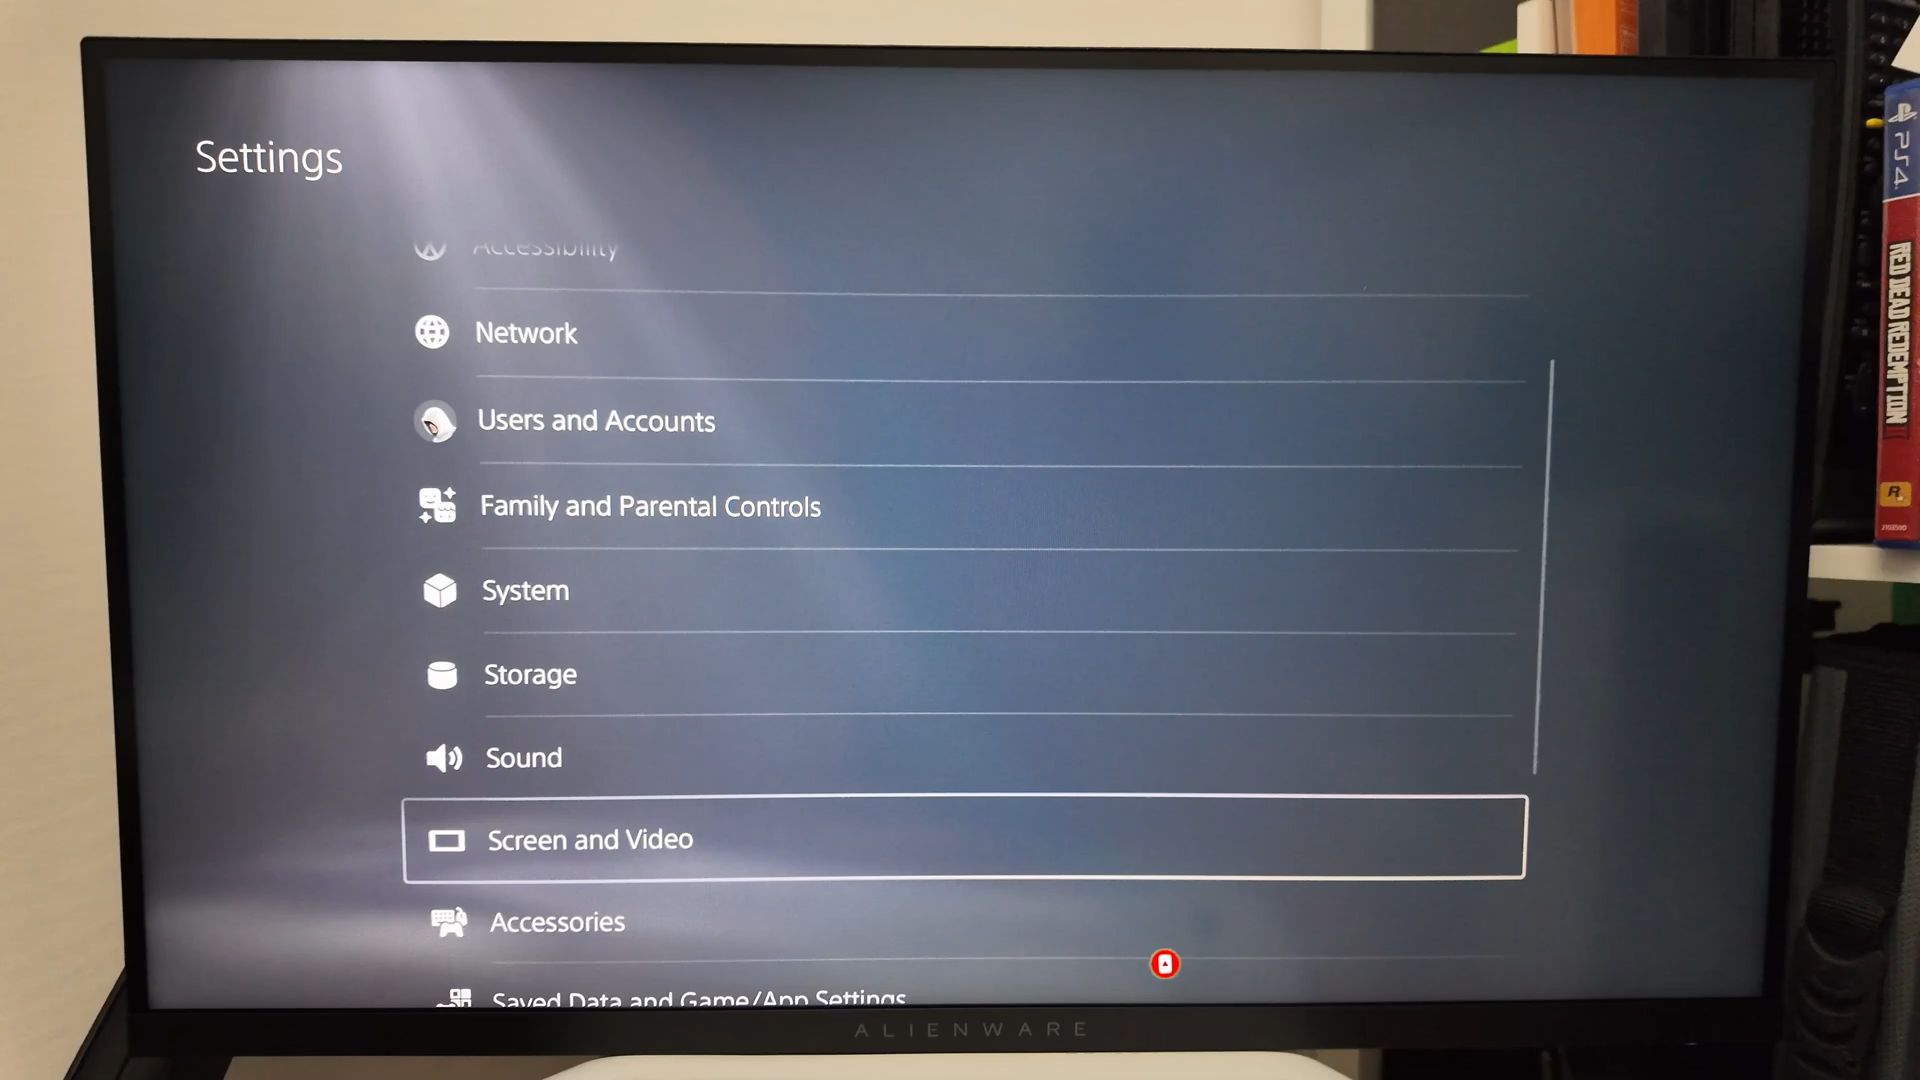 Settings
Accessibility
Network
Users and Accounts
Family and Parental Controls
System
Storage
Sound
Screen and Video
Accessories
Saved Data and Game/App Settings
ALIENWARE
PS4
RED DEAD REDEMPTION
R